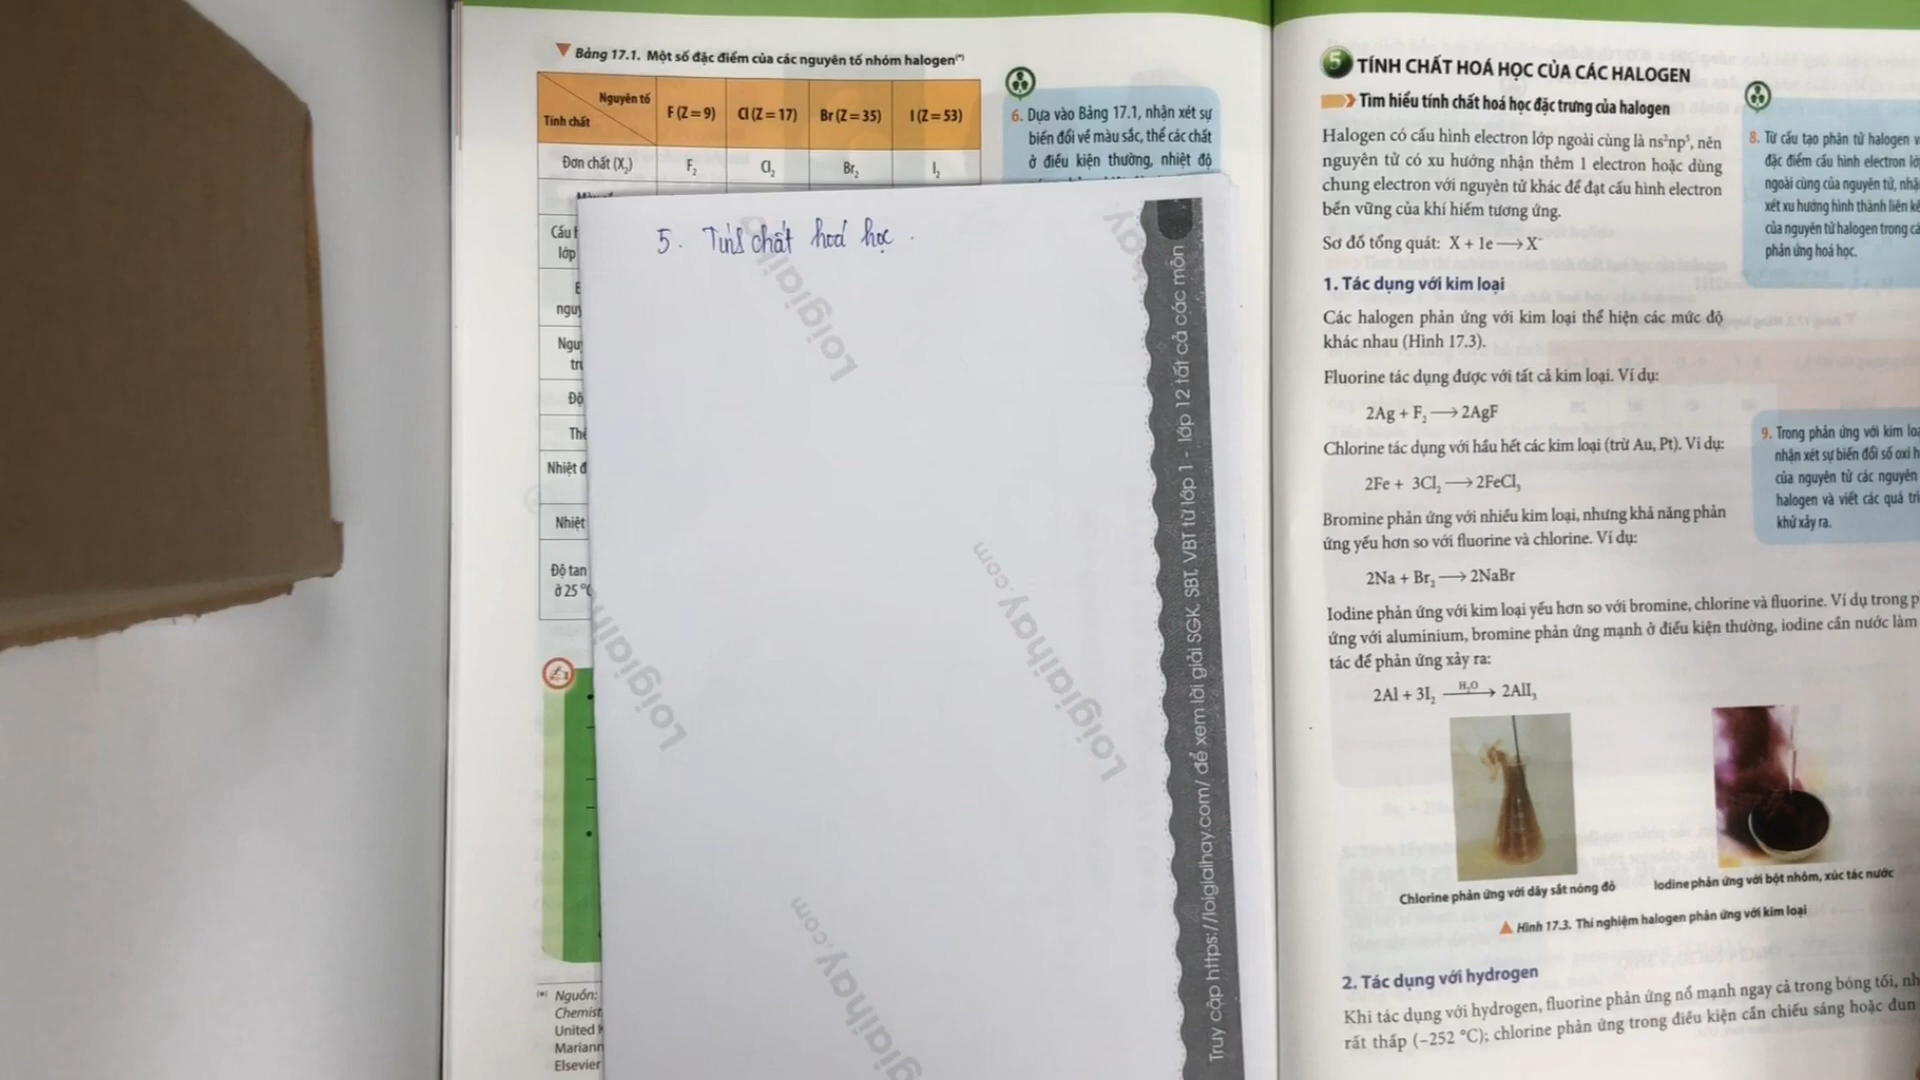 Bảng 17.1. Một số đặc điểm của các nguyên tố nhóm halogen(*)
Nguyên tố
Tính chất
F (Z = 9)
Cl (Z = 17)
Br (Z = 35)
I (Z = 53)
Đơn chất (X₂)
F₂
Cl₂
Br₂
I₂
Cấu
lớp
Độ
Nhiệt
Độ tan
ở 25 °C
6. Dựa vào Bảng 17.1, nhận xét sự
biến đổi về màu sắc, thể các chất
ở điều kiện thường, nhiệt độ
(*) Nguồn:
Chemist
United
Mariann
Elsevier
5. Tính chất hoá học.
Loigiaihay
Loigiaihay
Loigiaihay.com
Truy cập https://loigiaihay.com/ để xem lời giải SGK, SBT, VBT từ lớp 1 - lớp 12 tất cả các môn
5 TÍNH CHẤT HOÁ HỌC CỦA CÁC HALOGEN
Tìm hiểu tính chất hoá học đặc trưng của halogen
Halogen có cấu hình electron lớp ngoài cùng là ns²np⁵, nên
nguyên tử có xu hướng nhận thêm 1 electron hoặc dùng
chung electron với nguyên tử khác để đạt cấu hình electron
bền vững của khí hiếm tương ứng.
Sơ đồ tổng quát: X + 1e ⟶ X⁻
1. Tác dụng với kim loại
Các halogen phản ứng với kim loại thể hiện các mức độ
khác nhau (Hình 17.3).
Fluorine tác dụng được với tất cả kim loại. Ví dụ:
2Ag + F₂ ⟶ 2AgF
Chlorine tác dụng với hầu hết các kim loại (trừ Au, Pt). Ví dụ:
2Fe + 3Cl₂ ⟶ 2FeCl₃
Bromine phản ứng với nhiều kim loại, nhưng khả năng phản
ứng yếu hơn so với fluorine và chlorine. Ví dụ:
2Na + Br₂ ⟶ 2NaBr
Iodine phản ứng với kim loại yếu hơn so với bromine, chlorine và fluorine. Ví dụ trong p
ứng với aluminium, bromine phản ứng mạnh ở điều kiện thường, iodine cần nước làm
tác để phản ứng xảy ra:
2Al + 3I₂ ⟶ 2AlI₃
H₂O
Chlorine phản ứng với dây sắt nóng đỏ
Iodine phản ứng với bột nhôm, xúc tác nước
Hình 17.3. Thí nghiệm halogen phản ứng với kim loại
2. Tác dụng với hydrogen
Khi tác dụng với hydrogen, fluorine phản ứng nổ mạnh ngay cả trong bóng tối, nh
rất thấp (−252 °C); chlorine phản ứng trong điều kiện cần chiếu sáng hoặc đun
8. Từ cấu tạo phân tử halogen v
đặc điểm cấu hình electron lớ
ngoài cùng của nguyên tử, nhậ
xét xu hướng hình thành liên kế
của nguyên tử halogen trong cá
phản ứng hoá học.
9. Trong phản ứng với kim loạ
nhận xét sự biến đổi số oxi h
của nguyên tử các nguyên
halogen và viết các quá trì
khử xảy ra.